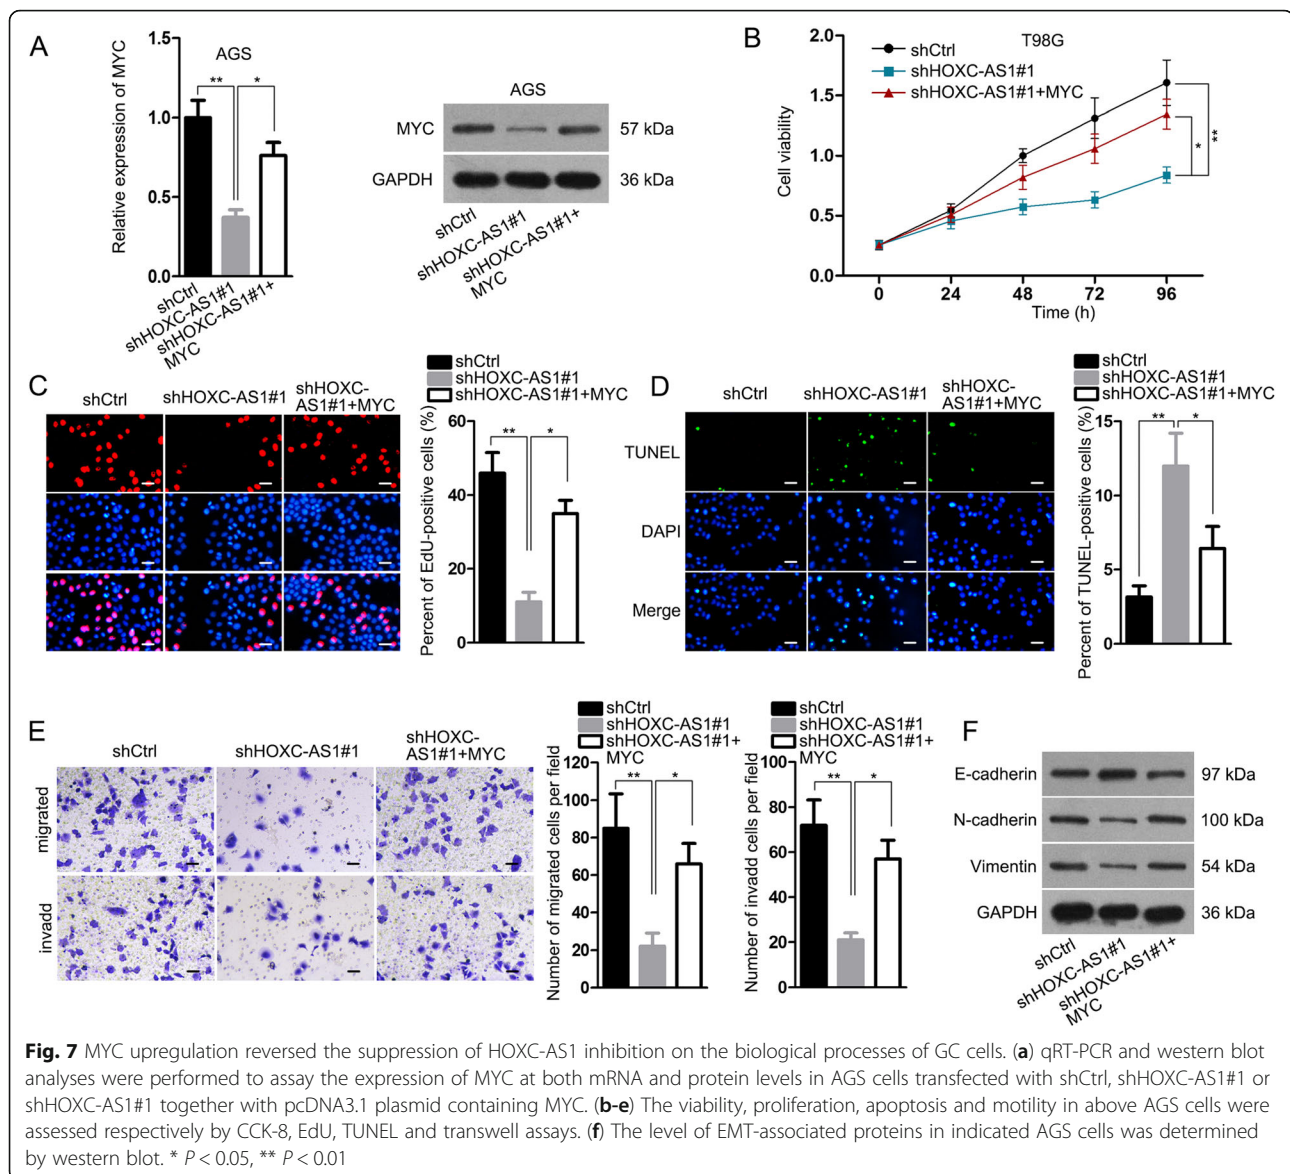 A
AGS
Relative expression of MYC
1.5
1.0
0.5
0.0
**
*
shCtrl
shHOXC-AS1#1
shHOXC-AS1#1+
MYC
AGS
MYC
57 kDa
GAPDH
36 kDa
shCtrl
shHOXC-AS1#1
shHOXC-AS1#1+
MYC
B
T98G
shCtrl
shHOXC-AS1#1
shHOXC-AS1#1+MYC
Cell viability
2.0
1.5
1.0
0.5
0.0
*
**
0 24 48 72 96
Time (h)
C
shCtrl
shHOXC-AS1#1
shHOXC-
AS1#1+MYC
shCtrl
shHOXC-AS1#1
shHOXC-AS1#1+MYC
Percent of EdU-positive cells (%)
60
40
20
0
**
*
D
shCtrl
shHOXC-AS1#1
shHOXC-
AS1#1+MYC
TUNEL
DAPI
Merge
shCtrl
shHOXC-AS1#1
shHOXC-AS1#1+MYC
Percent of TUNEL-positive cells (%)
15
10
5
0
**
*
E
shCtrl
shHOXC-AS1#1
shHOXC-
AS1#1+MYC
migrated
invadd
shCtrl
shHOXC-AS1#1
shHOXC-AS1#1+
MYC
Number of migrated cells per field
120
100
80
60
40
20
0
**
*
shCtrl
shHOXC-AS1#1
shHOXC-AS1#1+
MYC
Number of invadd cells per field
100
80
60
40
20
0
**
*
F
E-cadherin
97 kDa
N-cadherin
100 kDa
Vimentin
54 kDa
GAPDH
36 kDa
shCtrl
shHOXC-AS1#1
shHOXC-AS1#1+
MYC
Fig. 7 MYC upregulation reversed the suppression of HOXC-AS1 inhibition on the biological processes of GC cells. (a) qRT-PCR and western blot
analyses were performed to assay the expression of MYC at both mRNA and protein levels in AGS cells transfected with shCtrl, shHOXC-AS1#1 or
shHOXC-AS1#1 together with pcDNA3.1 plasmid containing MYC. (b-e) The viability, proliferation, apoptosis and motility in above AGS cells were
assessed respectively by CCK-8, EdU, TUNEL and transwell assays. (f) The level of EMT-associated proteins in indicated AGS cells was determined
by western blot. * P < 0.05, ** P < 0.01